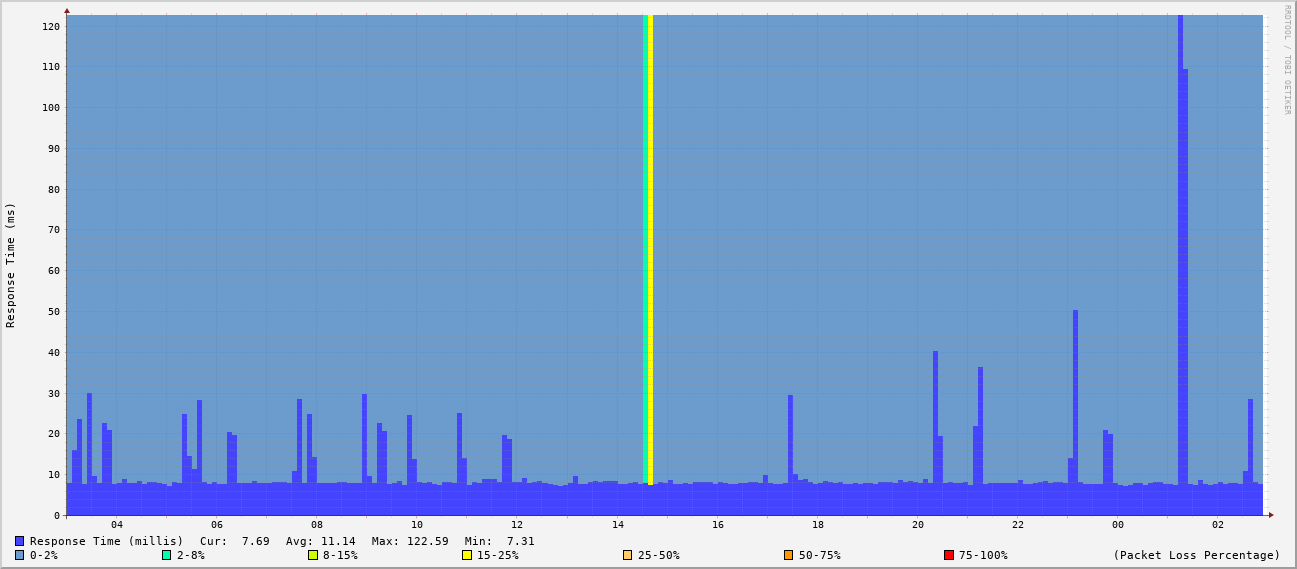 RRDTOOL / TOBI OETIKER
Response Time (ms)
120
110
100
90
80
70
60
50
40
30
20
10
0
04 06 08 10 12 14 16 18 20 22 00 02
Response Time (millis) Cur: 7.69 Avg: 11.14 Max: 122.59 Min: 7.31
0-2% 2-8% 8-15% 15-25% 25-50% 50-75% 75-100% (Packet Loss Percentage)